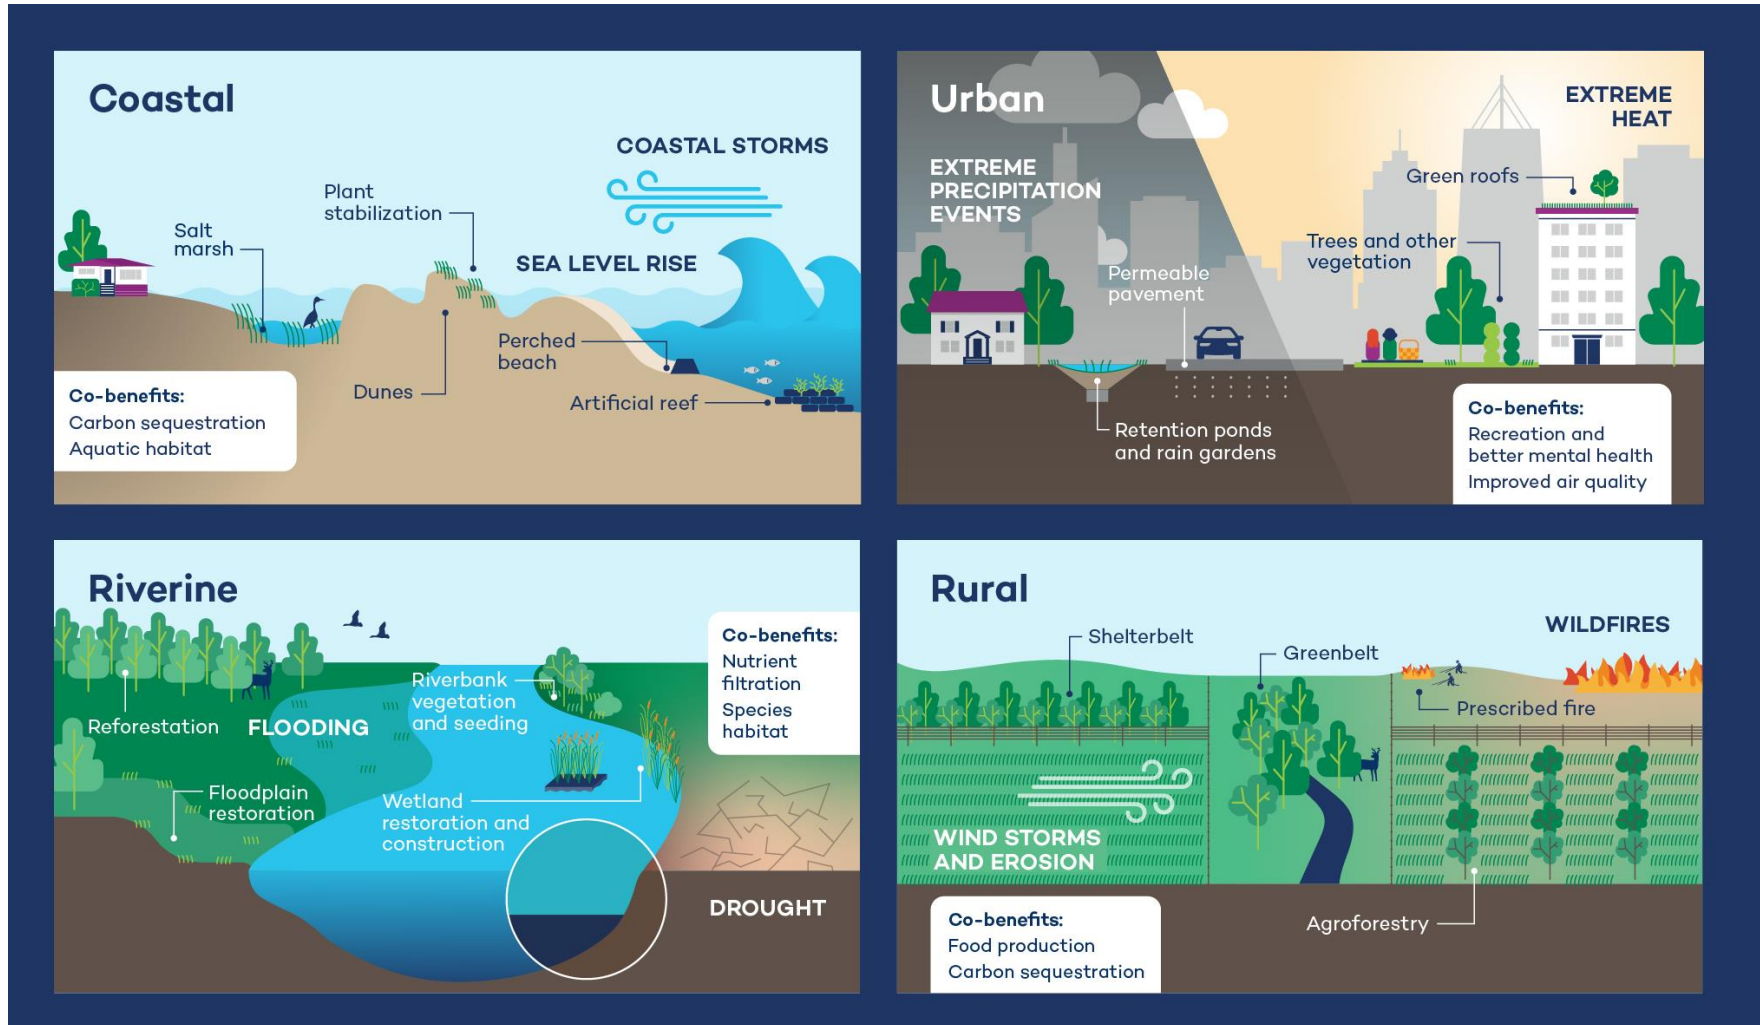 Coastal
COASTAL STORMS
Plant
stabilization
Salt
marsh
SEA LEVEL RISE
Perched
beach
Dunes
Artificial reef
Co-benefits:
Carbon sequestration
Aquatic habitat
Urban
EXTREME
HEAT
EXTREME
PRECIPITATION
EVENTS
Green roofs
Trees and other
vegetation
Permeable
pavement
Retention ponds
and rain gardens
Co-benefits:
Recreation and
better mental health
Improved air quality
Riverine
Co-benefits:
Nutrient
filtration
Species
habitat
Riverbank
vegetation
and seeding
Reforestation
FLOODING
Floodplain
restoration
Wetland
restoration and
construction
DROUGHT
Rural
WILDFIRES
Shelterbelt
Greenbelt
Prescribed fire
WIND STORMS
AND EROSION
Agroforestry
Co-benefits:
Food production
Carbon sequestration